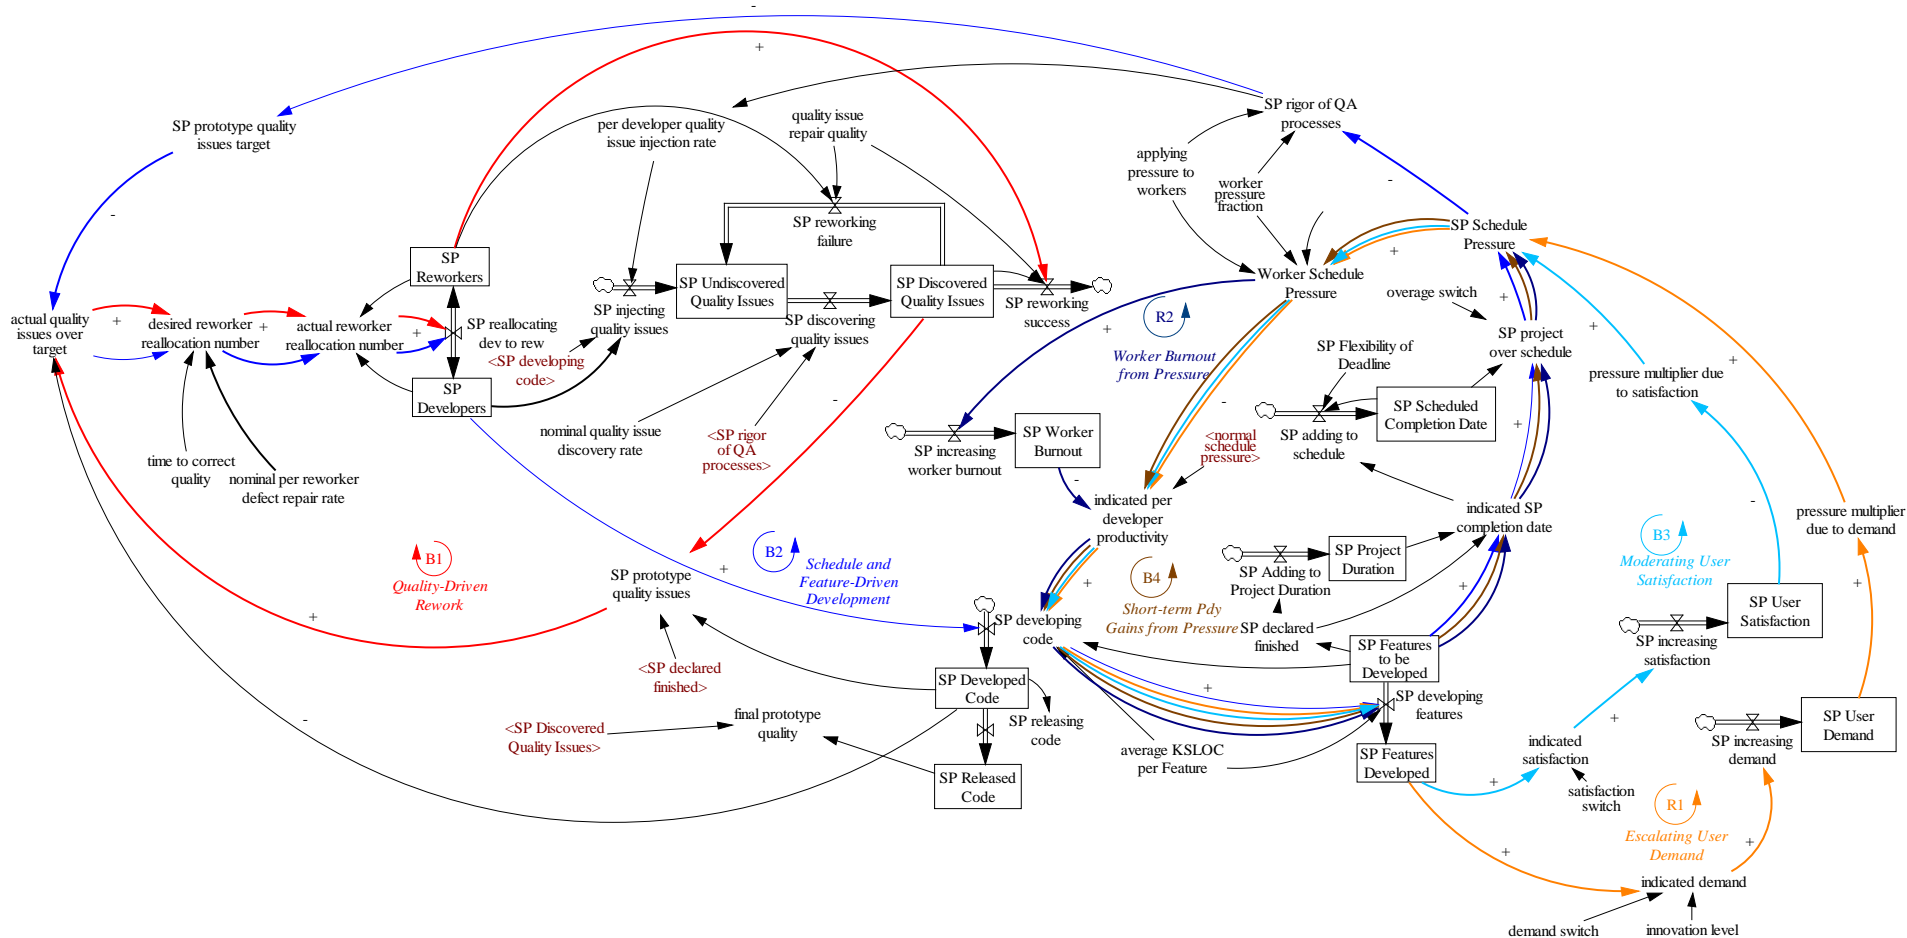 -
+
SP prototype quality
issues target
per developer quality
issue injection rate
quality issue
repair quality
SP rigor of QA
processes
applying
pressure to
workers
worker
pressure
fraction
-
-
SP reworking
failure
SP
Reworkers
SP Undiscovered
Quality Issues
SP Discovered
Quality Issues
SP Schedule
Pressure
+
Worker Schedule
Pressure
overage switch
+
SP project
over schedule
+
+
actual quality
issues over
target
+
desired reworker
reallocation number
+
actual reworker
reallocation number
+
SP reallocating
dev to rew
SP injecting
quality issues
SP discovering
quality issues
SP reworking
success
<SP developing
code>
SP
Developers
R2
Worker Burnout
from Pressure
+
SP Flexibility of
Deadline
pressure multiplier due
to satisfaction
-
-
SP Scheduled
Completion Date
SP adding to
schedule
+
nominal quality issue
discovery rate
<SP rigor
of QA
processes>
SP increasing
worker burnout
SP Worker
Burnout
<normal
schedule
pressure>
-
time to correct
quality
nominal per reworker
defect repair rate
indicated per
developer
productivity
indicated SP
completion date
-
pressure multiplier
due to demand
B1
Quality-Driven
Rework
B2
Schedule and
Feature-Driven
Development
+
B3
Moderating User
Satisfaction
SP prototype
quality issues
B4
Short-term Pdy
Gains from Pressure
+
SP Adding to
Project Duration
SP Project
Duration
+
+
+
SP developing
code
SP declared
finished
SP Features
to be
Developed
SP User
Satisfaction
SP increasing
satisfaction
<SP declared
finished>
SP Developed
Code
SP releasing
code
+
SP developing
features
+
<SP Discovered
Quality Issues>
final prototype
quality
SP Released
Code
average KSLOC
per Feature
SP Features
Developed
+
indicated
satisfaction
satisfaction
switch
SP increasing
demand
SP User
Demand
-
R1
Escalating User
Demand
+
+
indicated demand
demand switch
innovation level